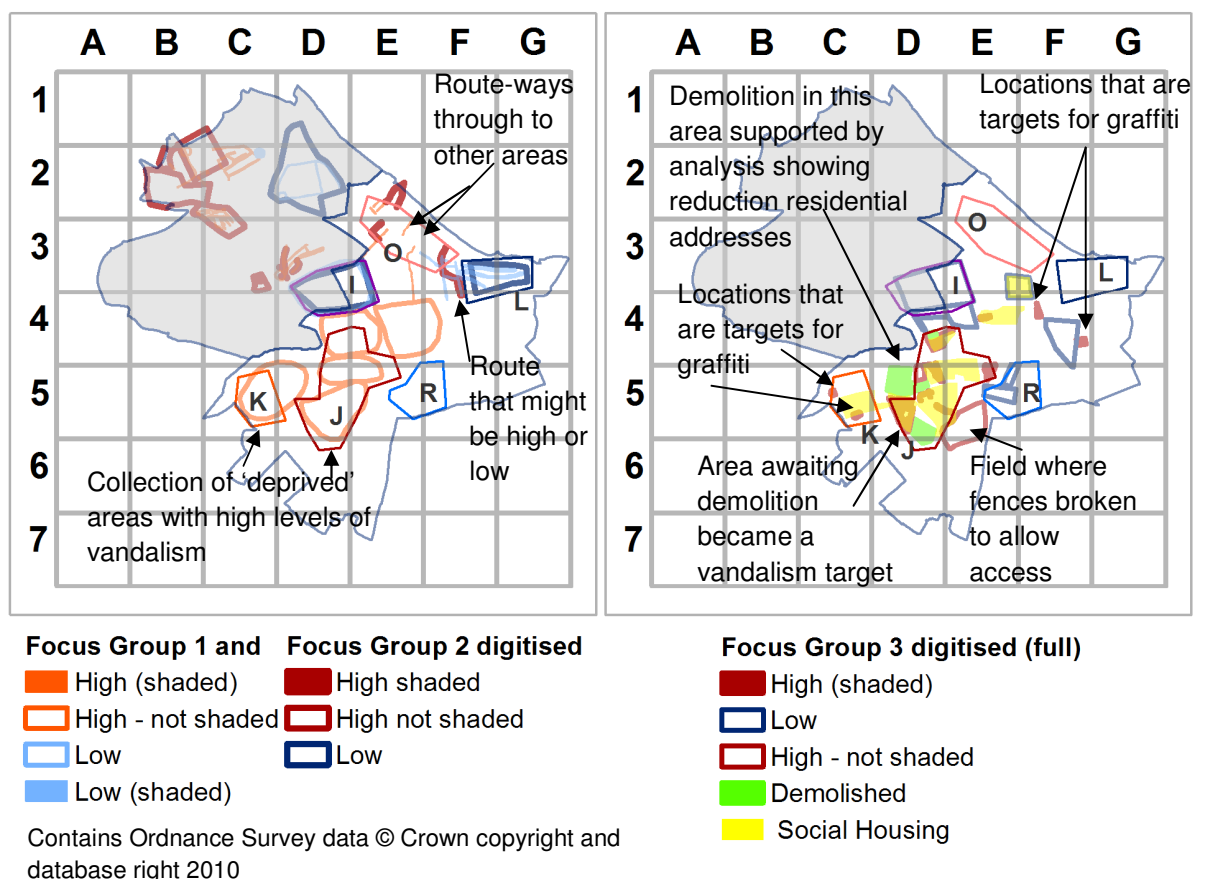 A B C D E F G
1
2
3
4
5
6
7
Route-ways
through to
other areas
O
I
L
K
J
R
Route
that might
be high or
low
Collection of ‘deprived’
areas with high levels of
vandalism
A B C D E F G
1
2
3
4
5
6
7
Demolition in this
area supported by
analysis showing
reduction residential
addresses
Locations that are
targets for graffiti
O
I
L
Locations that
are targets for
graffiti
R
K
J
Area awaiting
demolition
became a
vandalism target
Field where
fences broken
to allow
access
Focus Group 1 and
High (shaded)
High - not shaded
Low
Low (shaded)
Focus Group 2 digitised
High shaded
High not shaded
Low
Focus Group 3 digitised (full)
High (shaded)
Low
High - not shaded
Demolished
Social Housing
Contains Ordnance Survey data © Crown copyright and
database right 2010